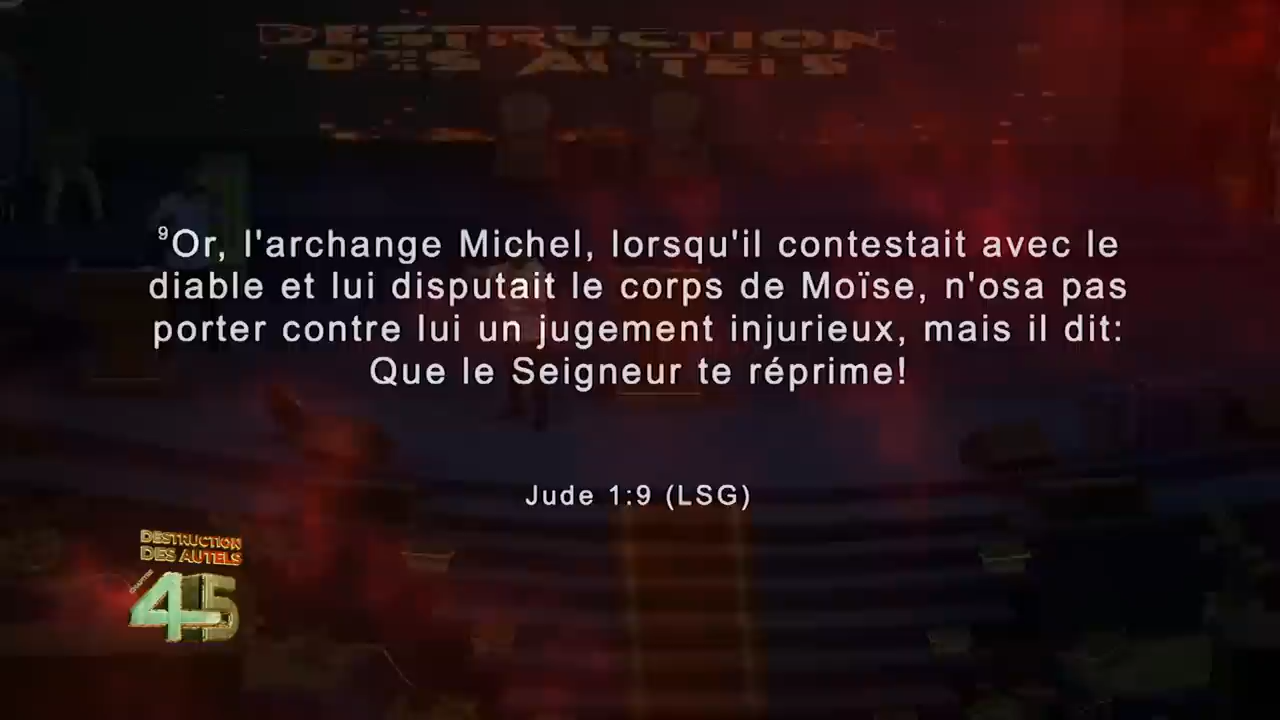 DESTRUCTION
DES AUTELS
⁹Or, l'archange Michel, lorsqu'il contestait avec le
diable et lui disputait le corps de Moïse, n'osa pas
porter contre lui un jugement injurieux, mais il dit:
Que le Seigneur te réprime!
Jude 1:9 (LSG)
DESTRUCTION
DES AUTELS
CHAPITRE
45